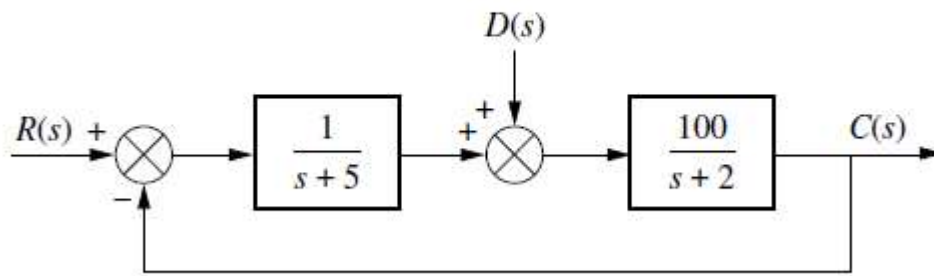 D(s)
R(s) + 1 + + 100 C(s)
s + 5 s + 2
−